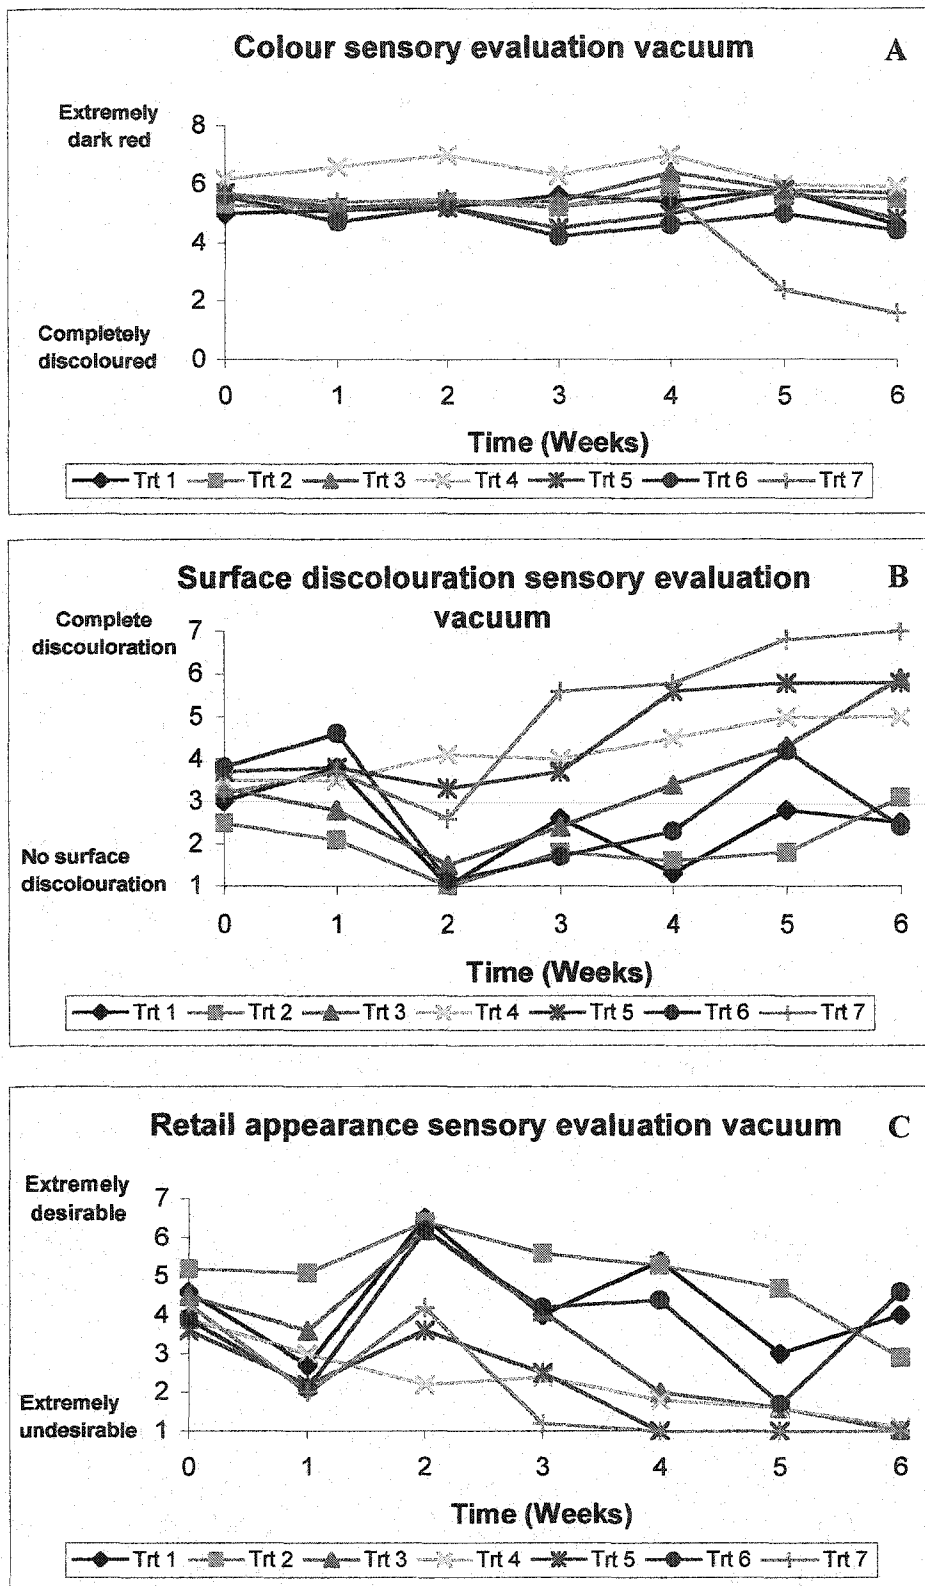 Colour sensory evaluation vacuum
A
Extremely
dark red
8
6
4
2
0
Completely
discoloured
0 1 2 3 4 5 6
Time (Weeks)
Trt 1 Trt 2 Trt 3 Trt 4 Trt 5 Trt 6 Trt 7
Surface discolouration sensory evaluation
vacuum
B
Complete
discouloration
7
6
5
4
3
2
1
No surface
discolouration
0 1 2 3 4 5 6
Time (Weeks)
Trt 1 Trt 2 Trt 3 Trt 4 Trt 5 Trt 6 Trt 7
Retail appearance sensory evaluation vacuum
C
Extremely
desirable
7
6
5
4
3
2
1
Extremely
undesirable
0 1 2 3 4 5 6
Time (Weeks)
Trt 1 Trt 2 Trt 3 Trt 4 Trt 5 Trt 6 Trt 7